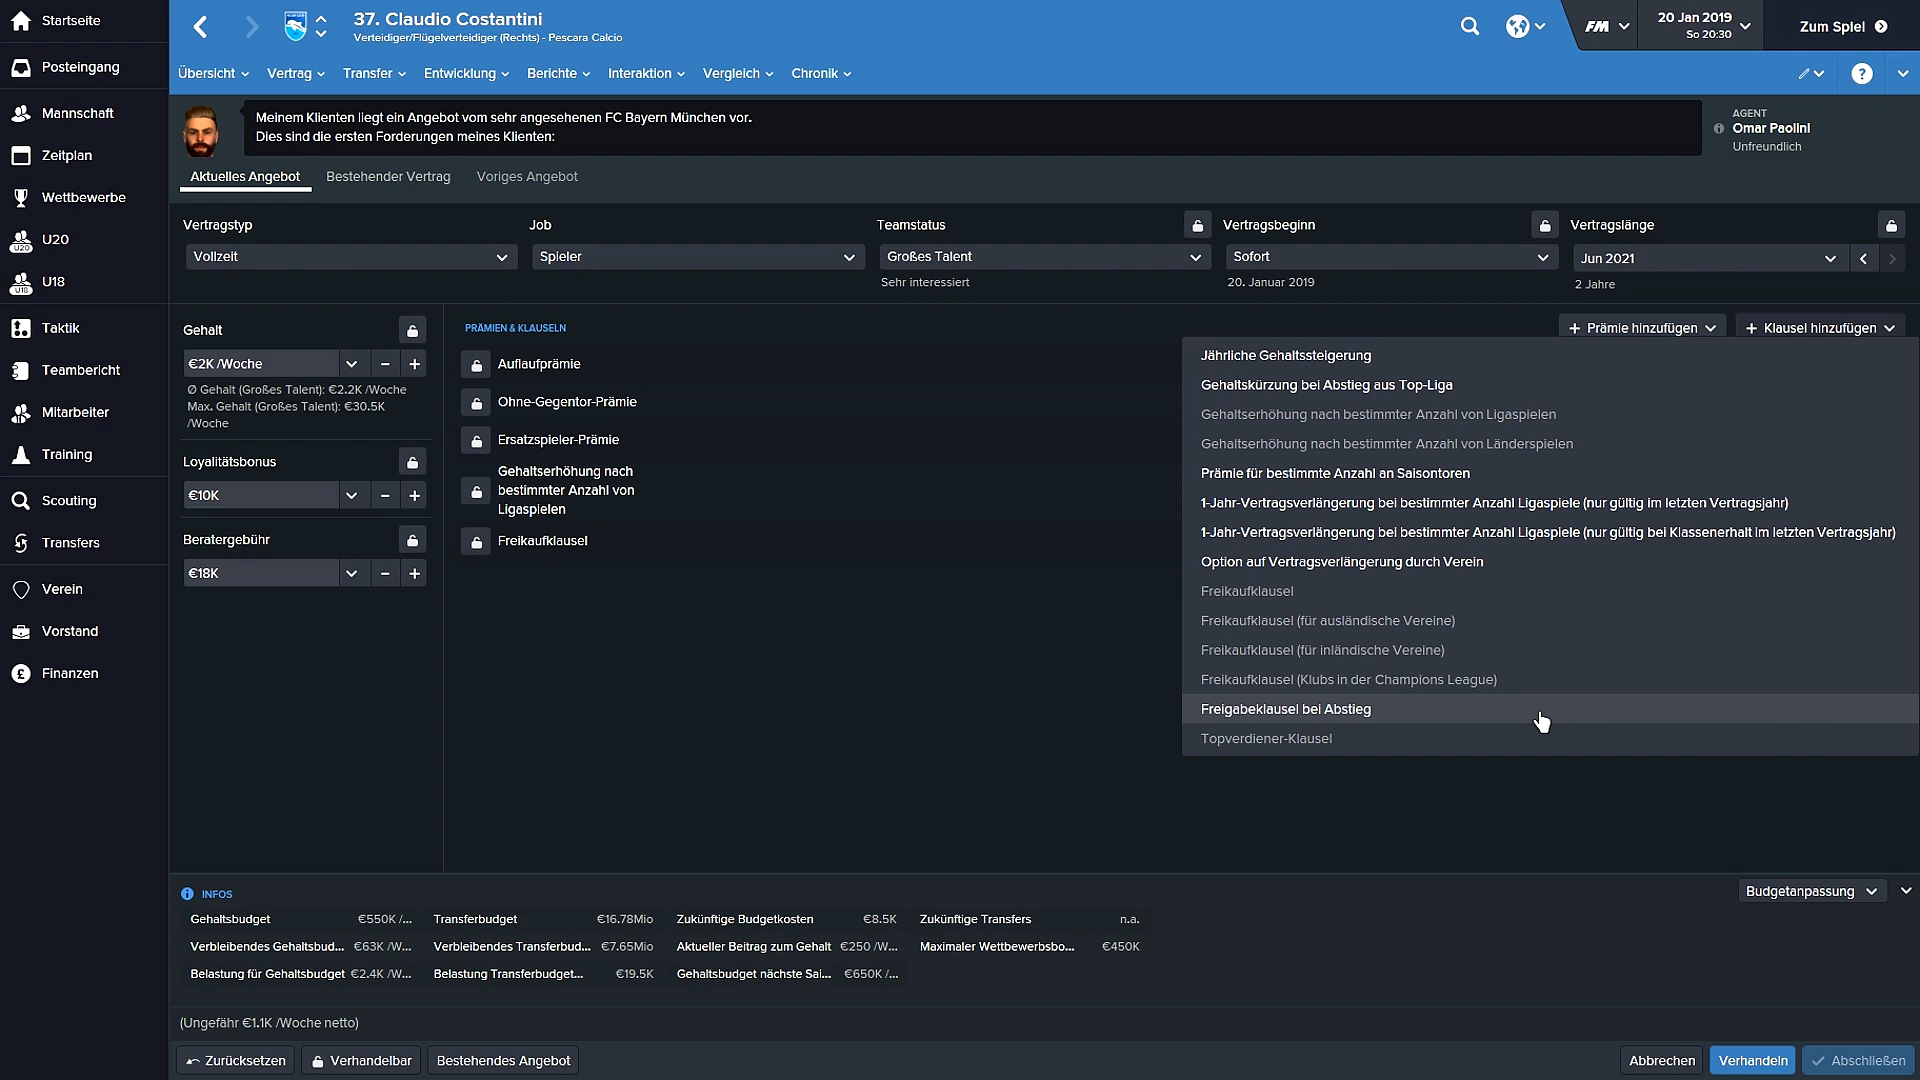 Startseite
Posteingang
Mannschaft
Zeitplan
Wettbewerbe
U20
U20
U18
U18
Taktik
Teambericht
Mitarbeiter
Training
Scouting
Transfers
Verein
Vorstand
Finanzen
37. Claudio Costantini
Verteidiger/Flügelverteidiger (Rechts) - Pescara Calcio
FM
20 Jan 2019
So 20:30
Zum Spiel
Übersicht
Vertrag
Transfer
Entwicklung
Berichte
Interaktion
Vergleich
Chronik
?
Meinem Klienten liegt ein Angebot vom sehr angesehenen FC Bayern München vor.
Dies sind die ersten Forderungen meines Klienten:
AGENT
Omar Paolini
Unfreundlich
Aktuelles Angebot
Bestehender Vertrag
Voriges Angebot
Vertragstyp
Vollzeit
Job
Spieler
Teamstatus
Großes Talent
Sehr interessiert
Vertragsbeginn
Sofort
20. Januar 2019
Vertragslänge
Jun 2021
2 Jahre
Gehalt
€2K /Woche
Ø Gehalt (Großes Talent): €2.2K /Woche
Max. Gehalt (Großes Talent): €30.5K
/Woche
Loyalitätsbonus
€10K
Beratergebühr
€18K
PRÄMIEN & KLAUSELN
Prämie hinzufügen
Klausel hinzufügen
Auflaufprämie
Ohne-Gegentor-Prämie
Ersatzspieler-Prämie
Gehaltserhöhung nach
bestimmter Anzahl von
Ligaspielen
Freikaufklausel
Jährliche Gehaltssteigerung
Gehaltskürzung bei Abstieg aus Top-Liga
Gehaltserhöhung nach bestimmter Anzahl von Ligaspielen
Gehaltserhöhung nach bestimmter Anzahl von Länderspielen
Prämie für bestimmte Anzahl an Saisontoren
1-Jahr-Vertragsverlängerung bei bestimmter Anzahl Ligaspiele (nur gültig im letzten Vertragsjahr)
1-Jahr-Vertragsverlängerung bei bestimmter Anzahl Ligaspiele (nur gültig bei Klassenerhalt im letzten Vertragsjahr)
Option auf Vertragsverlängerung durch Verein
Freikaufklausel
Freikaufklausel (für ausländische Vereine)
Freikaufklausel (für inländische Vereine)
Freikaufklausel (Klubs in der Champions League)
Freigabeklausel bei Abstieg
Topverdiener-Klausel
INFOS
Budgetanpassung
Gehaltsbudget €550K /...
Transferbudget €16.78Mio
Zukünftige Budgetkosten €8.5K
Zukünftige Transfers n.a.
Verbleibendes Gehaltsbud... €63K /W...
Verbleibendes Transferbud... €7.65Mio
Aktueller Beitrag zum Gehalt €250 /W...
Maximaler Wettbewerbsbo... €450K
Belastung für Gehaltsbudget €2.4K /W...
Belastung Transferbudget... €19.5K
Gehaltsbudget nächste Sai... €650K /...
(Ungefähr €1.1K /Woche netto)
Zurücksetzen
Verhandelbar
Bestehendes Angebot
Abbrechen
Verhandeln
Abschließen